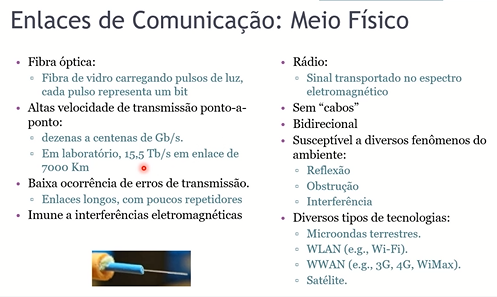 Enlaces de Comunicação: Meio Físico
• Fibra óptica:
▫ Fibra de vidro carregando pulsos de luz,
cada pulso representa um bit
• Altas velocidade de transmissão ponto-a-
ponto:
▫ dezenas a centenas de Gb/s.
▫ Em laboratório, 15,5 Tb/s em enlace de
7000 Km
• Baixa ocorrência de erros de transmissão.
▫ Enlaces longos, com poucos repetidores
• Imune a interferências eletromagnéticas
• Rádio:
▫ Sinal transportado no espectro
eletromagnético
• Sem “cabos”
• Bidirecional
• Susceptível a diversos fenômenos do
ambiente:
▫ Reflexão
▫ Obstrução
▫ Interferência
• Diversos tipos de tecnologias:
▫ Microondas terrestres.
▫ WLAN (e.g., Wi-Fi).
▫ WWAN (e.g., 3G, 4G, WiMax).
▫ Satélite.